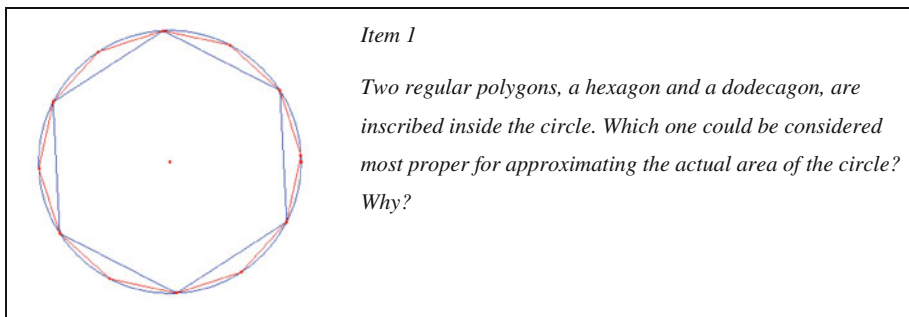 Item 1
Two regular polygons, a hexagon and a dodecagon, are
inscribed inside the circle. Which one could be considered
most proper for approximating the actual area of the circle?
Why?